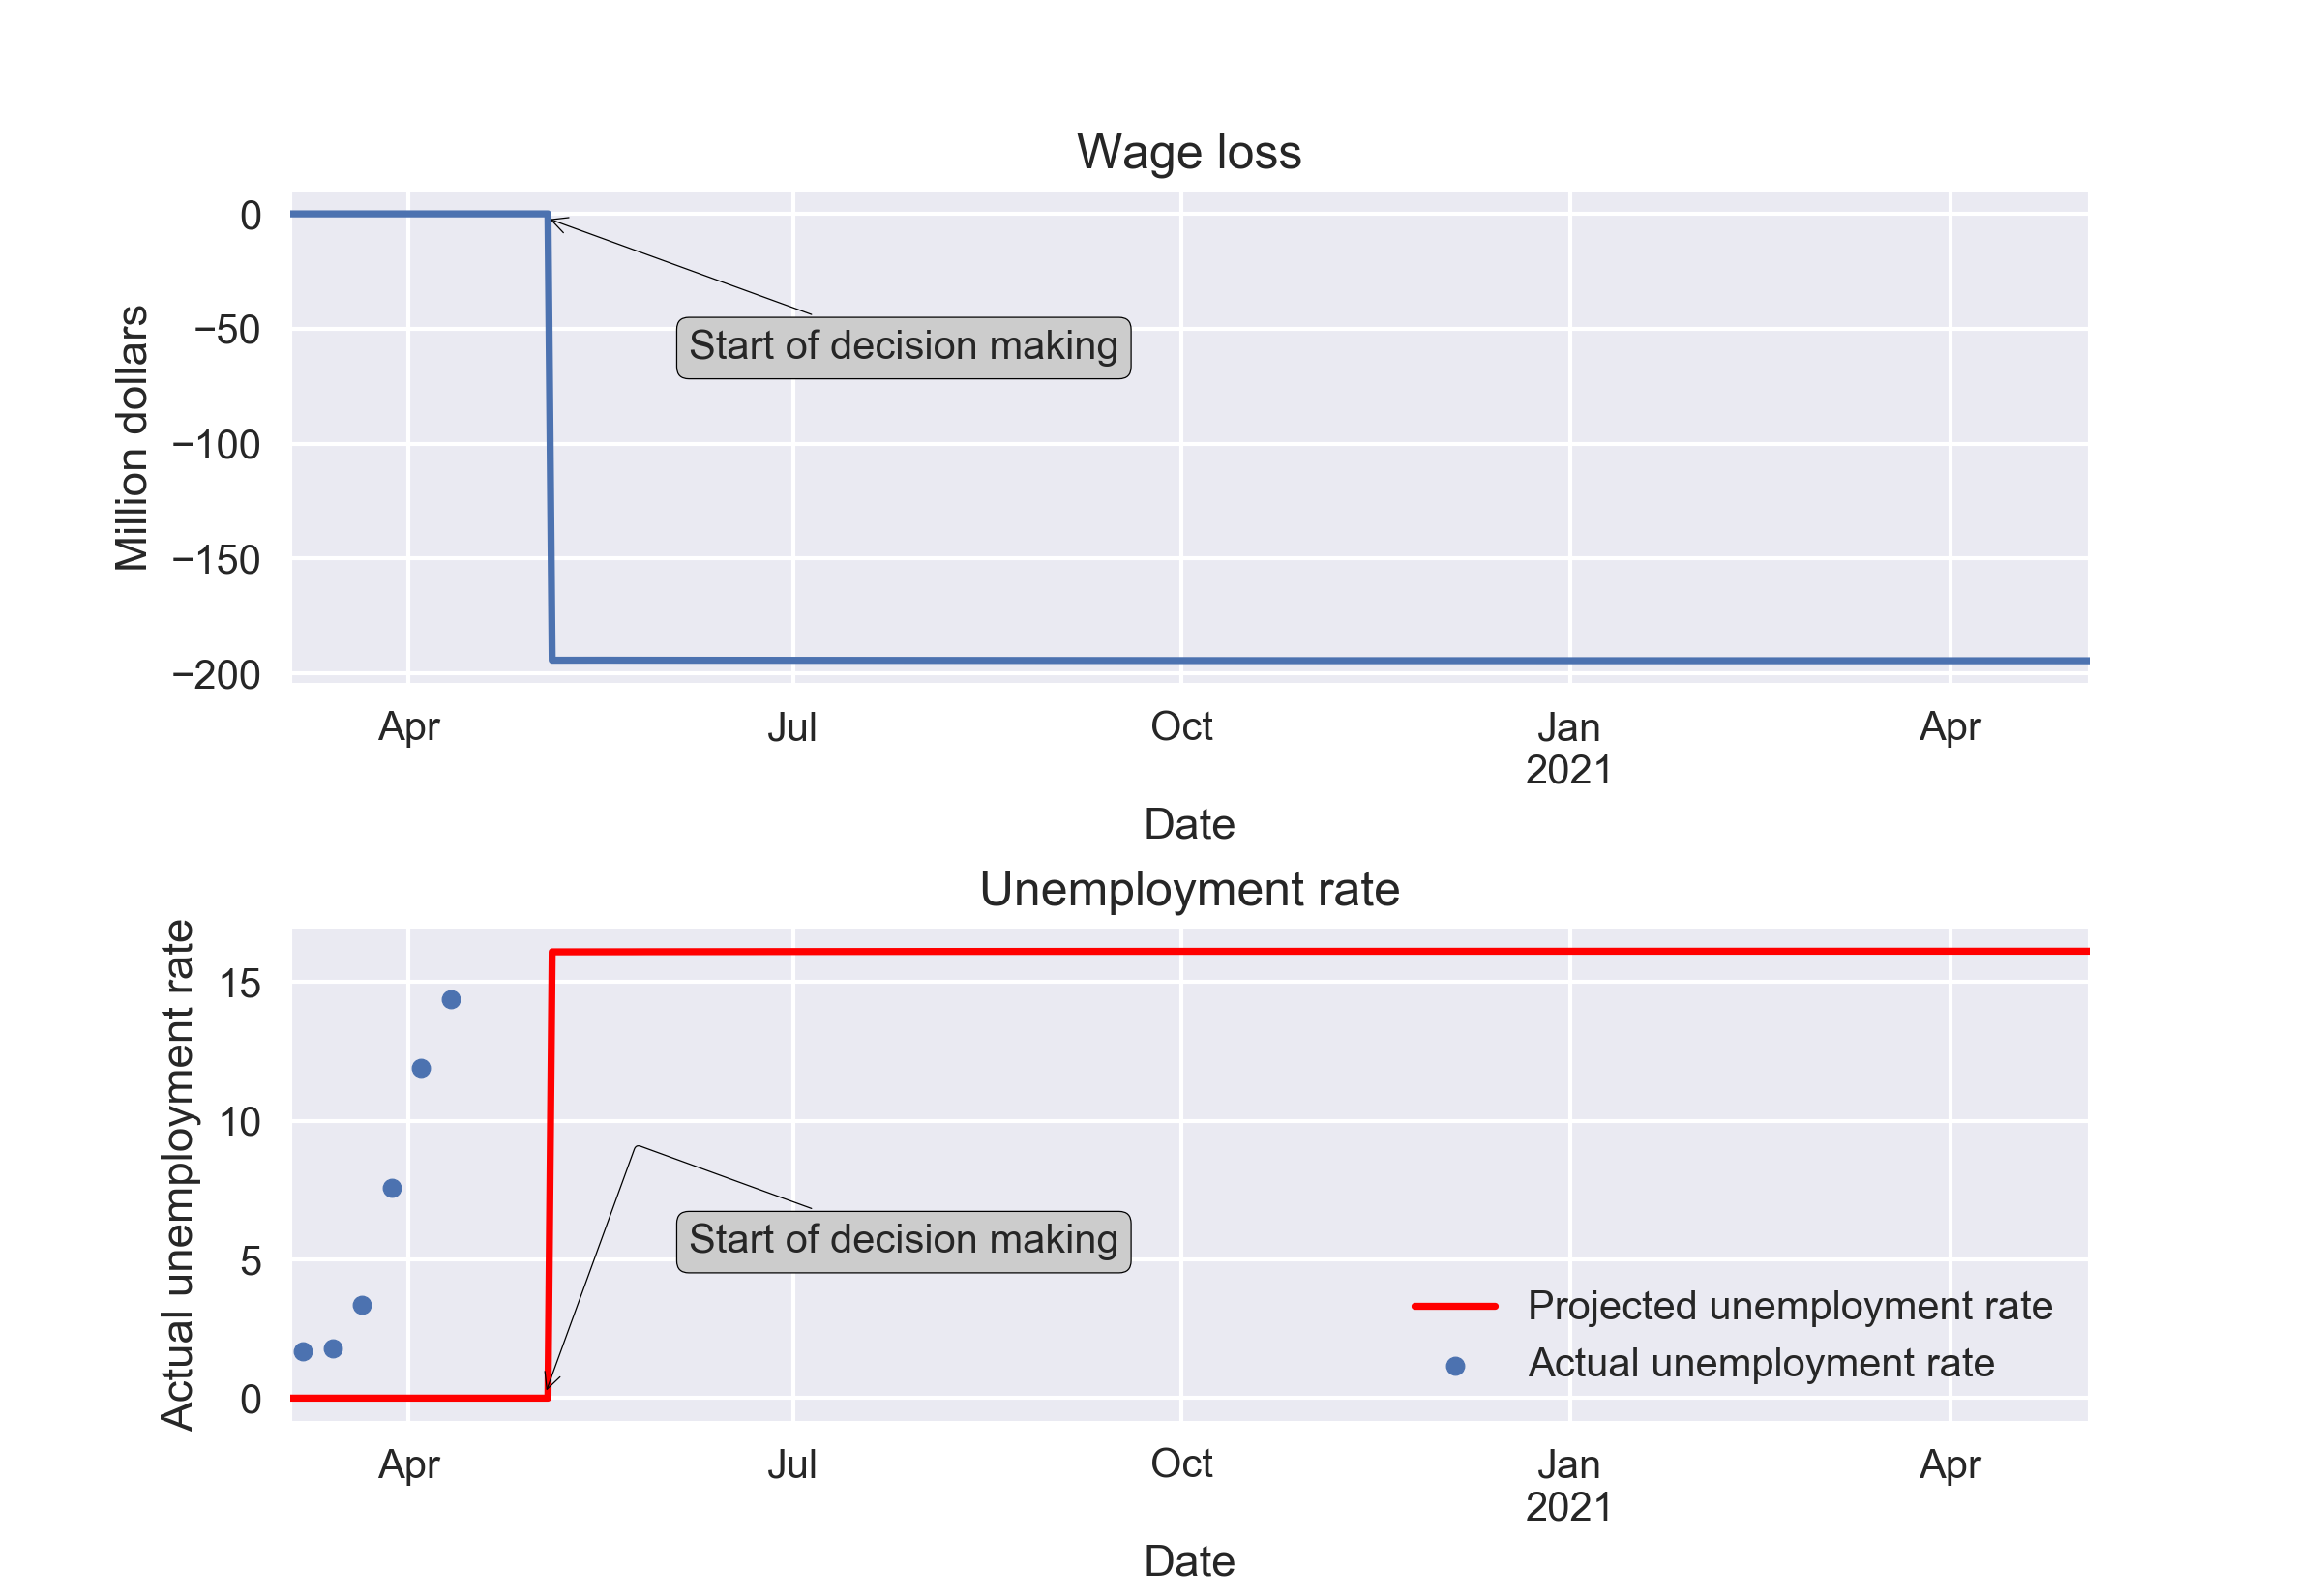 Wage loss
Million dollars
0
−50
−100
−150
−200
Start of decision making
Apr
Jul
Oct
Jan
2021
Apr
Date
Unemployment rate
Actual unemployment rate
15
10
5
0
Start of decision making
Projected unemployment rate
Actual unemployment rate
Apr
Jul
Oct
Jan
2021
Apr
Date